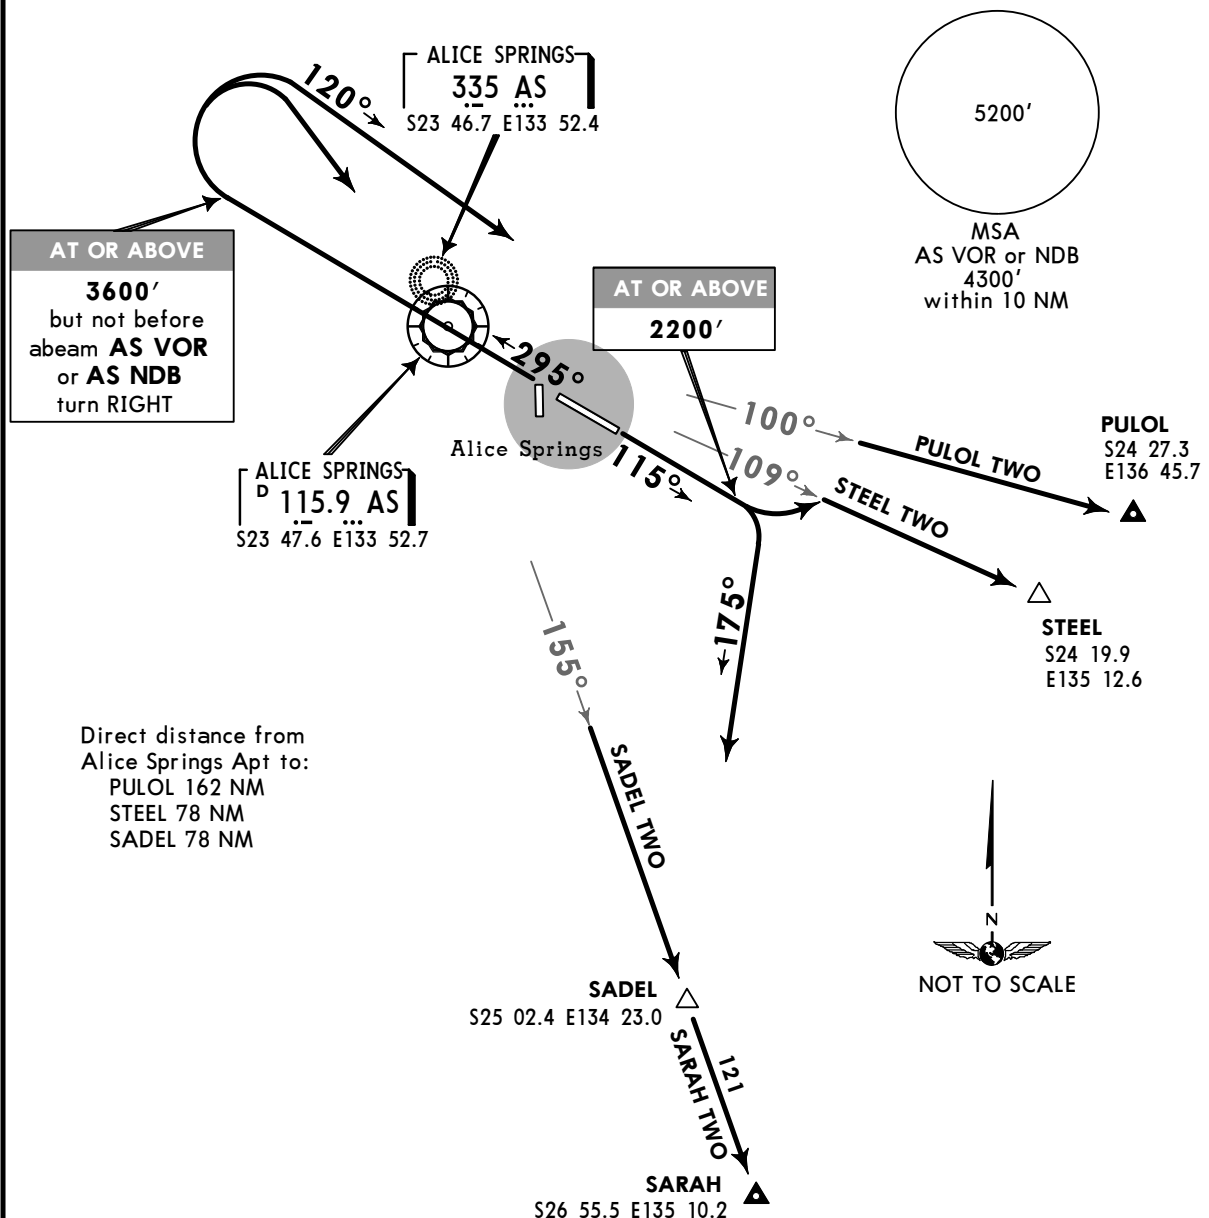 ALICE SPRINGS
335 AS
S23 46.7 E133 52.4
120°
5200'
MSA
AS VOR or NDB
4300'
within 10 NM
AT OR ABOVE
3600'
but not before
abeam AS VOR
or AS NDB
turn RIGHT
AT OR ABOVE
2200'
295°
Alice Springs
115°
100°
109°
PULOL TWO
PULOL
S24 27.3
E136 45.7
STEEL TWO
STEEL
S24 19.9
E135 12.6
ALICE SPRINGS
D 115.9 AS
S23 47.6 E133 52.7
175°
155°
Direct distance from
Alice Springs Apt to:
PULOL 162 NM
STEEL 78 NM
SADEL 78 NM
SADEL TWO
N
NOT TO SCALE
SADEL
S25 02.4 E134 23.0
121
SARAH TWO
SARAH
S26 55.5 E135 10.2